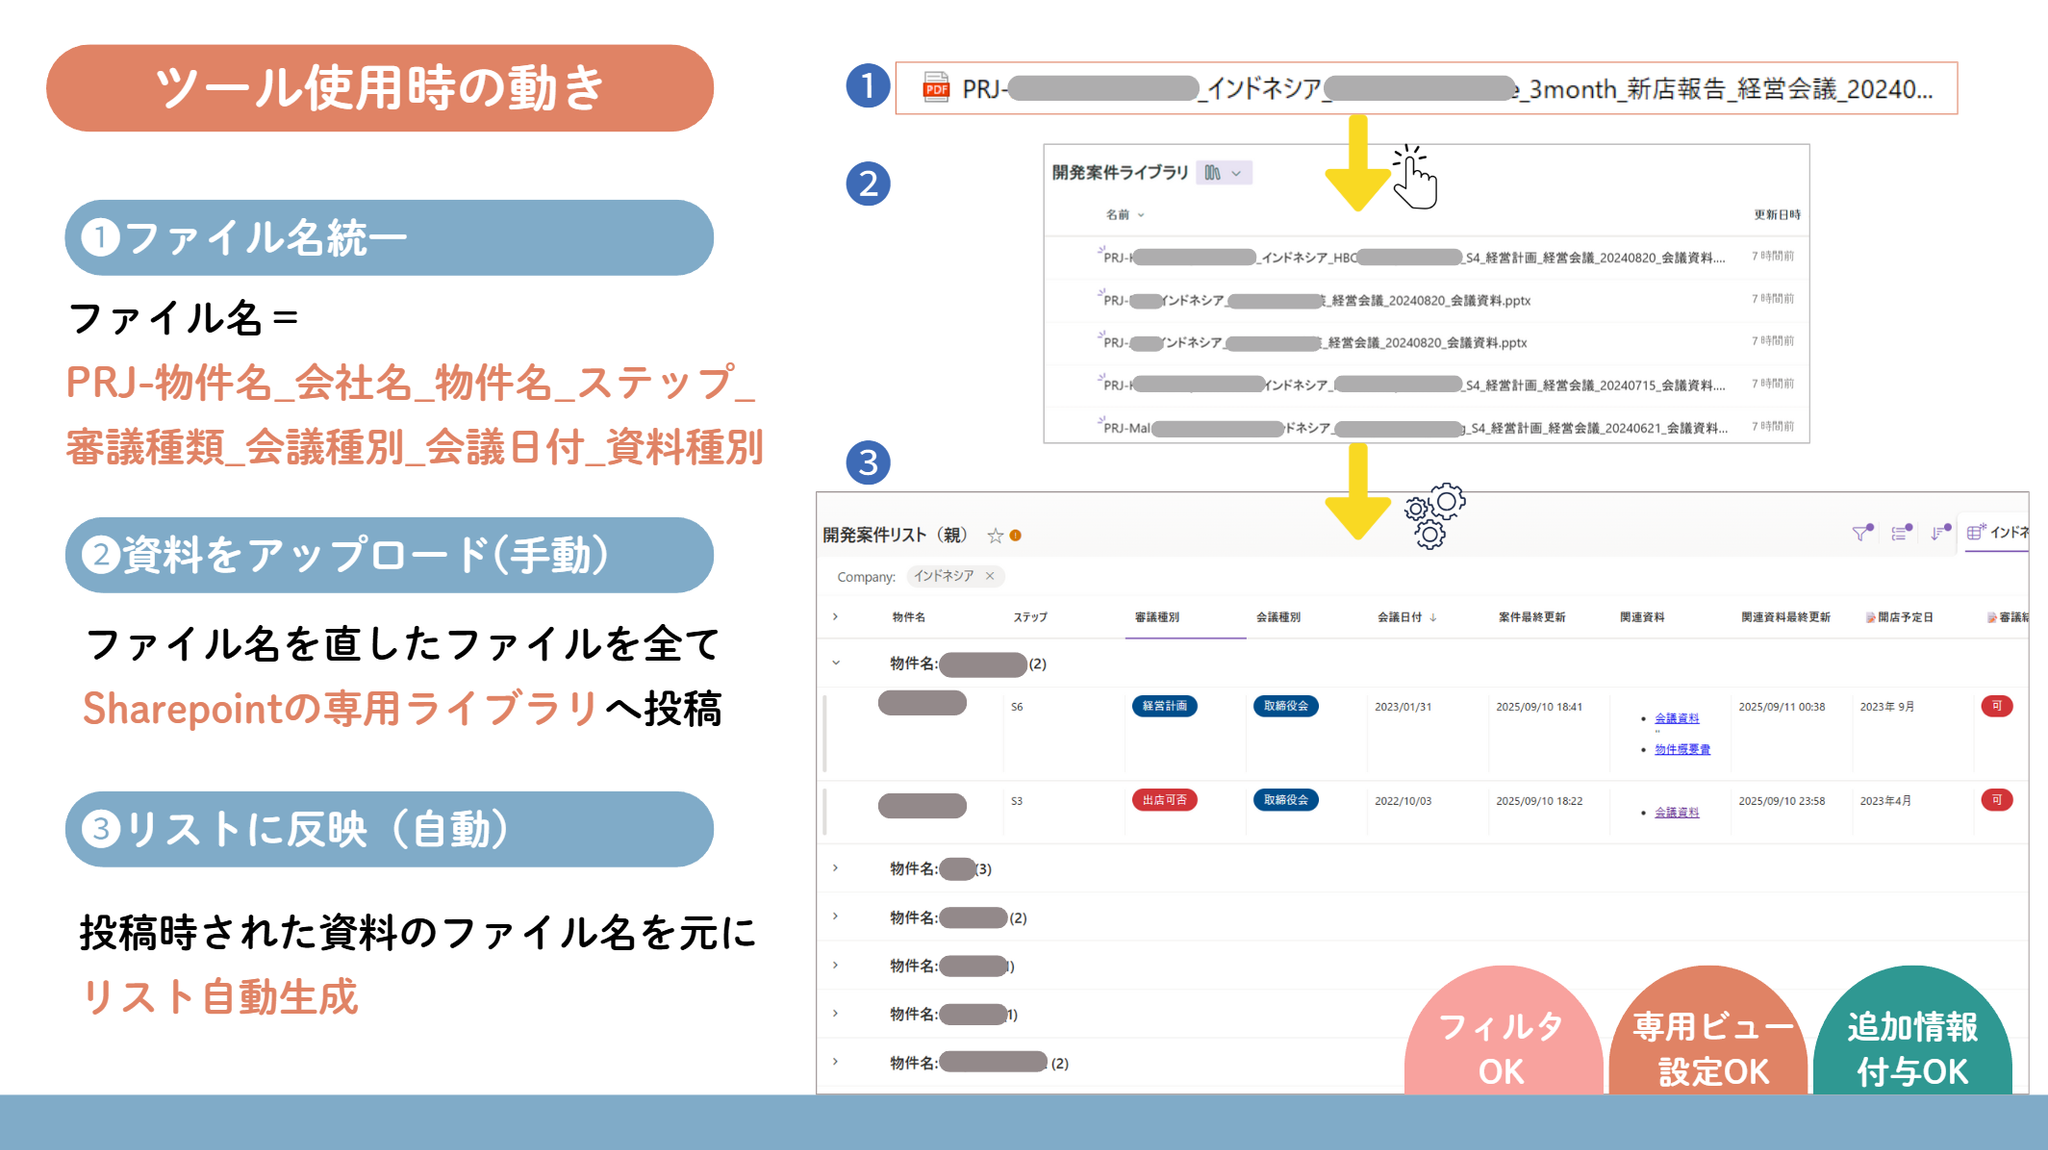 ツール使用時の動き
❶ファイル名統一
ファイル名＝
PRJ-物件名_会社名_物件名_ステップ_
審議種類_会議種別_会議日付_資料種別
❷資料をアップロード(手動)
ファイル名を直したファイルを全て
Sharepointの専用ライブラリへ投稿
❸リストに反映（自動）
投稿時された資料のファイル名を元に
リスト自動生成
1
PDF PRJ- _インドネシア_ e_3month_新店報告_経営会議_20240...
2
開発案件ライブラリ
名前 更新日時
PRJ- _インドネシア_HBC _S4_経営計画_経営会議_20240820_会議資料.... 7 時間前
PRJ- インドネシア_ _経営会議_20240820_会議資料.pptx 7 時間前
PRJ- インドネシア_ _経営会議_20240820_会議資料.pptx 7 時間前
PRJ- インドネシア_ _S4_経営計画_経営会議_20240715_会議資料.... 7 時間前
PRJ-Mal ドネシア_ g_S4_経営計画_経営会議_20240621_会議資料... 7 時間前
3
開発案件リスト（親） インドネ
Company: インドネシア ×
物件名 ステップ 審議種別 会議種別 会議日付 ↓ 案件最終更新 関連資料 関連資料最終更新 開店予定日 審議結
物件名: (2)
S6 経営計画 取締役会 2023/01/31 2025/09/10 18:41 会議資料 2025/09/11 00:38 2023年 9月 可
物件概要書
S3 出店可否 取締役会 2022/10/03 2025/09/10 18:22 会議資料 2025/09/10 23:58 2023年4月 可
物件名: (3)
物件名: (2)
物件名: 1)
物件名: 1)
物件名: (2)
フィルタ
OK
専用ビュー
設定OK
追加情報
付与OK